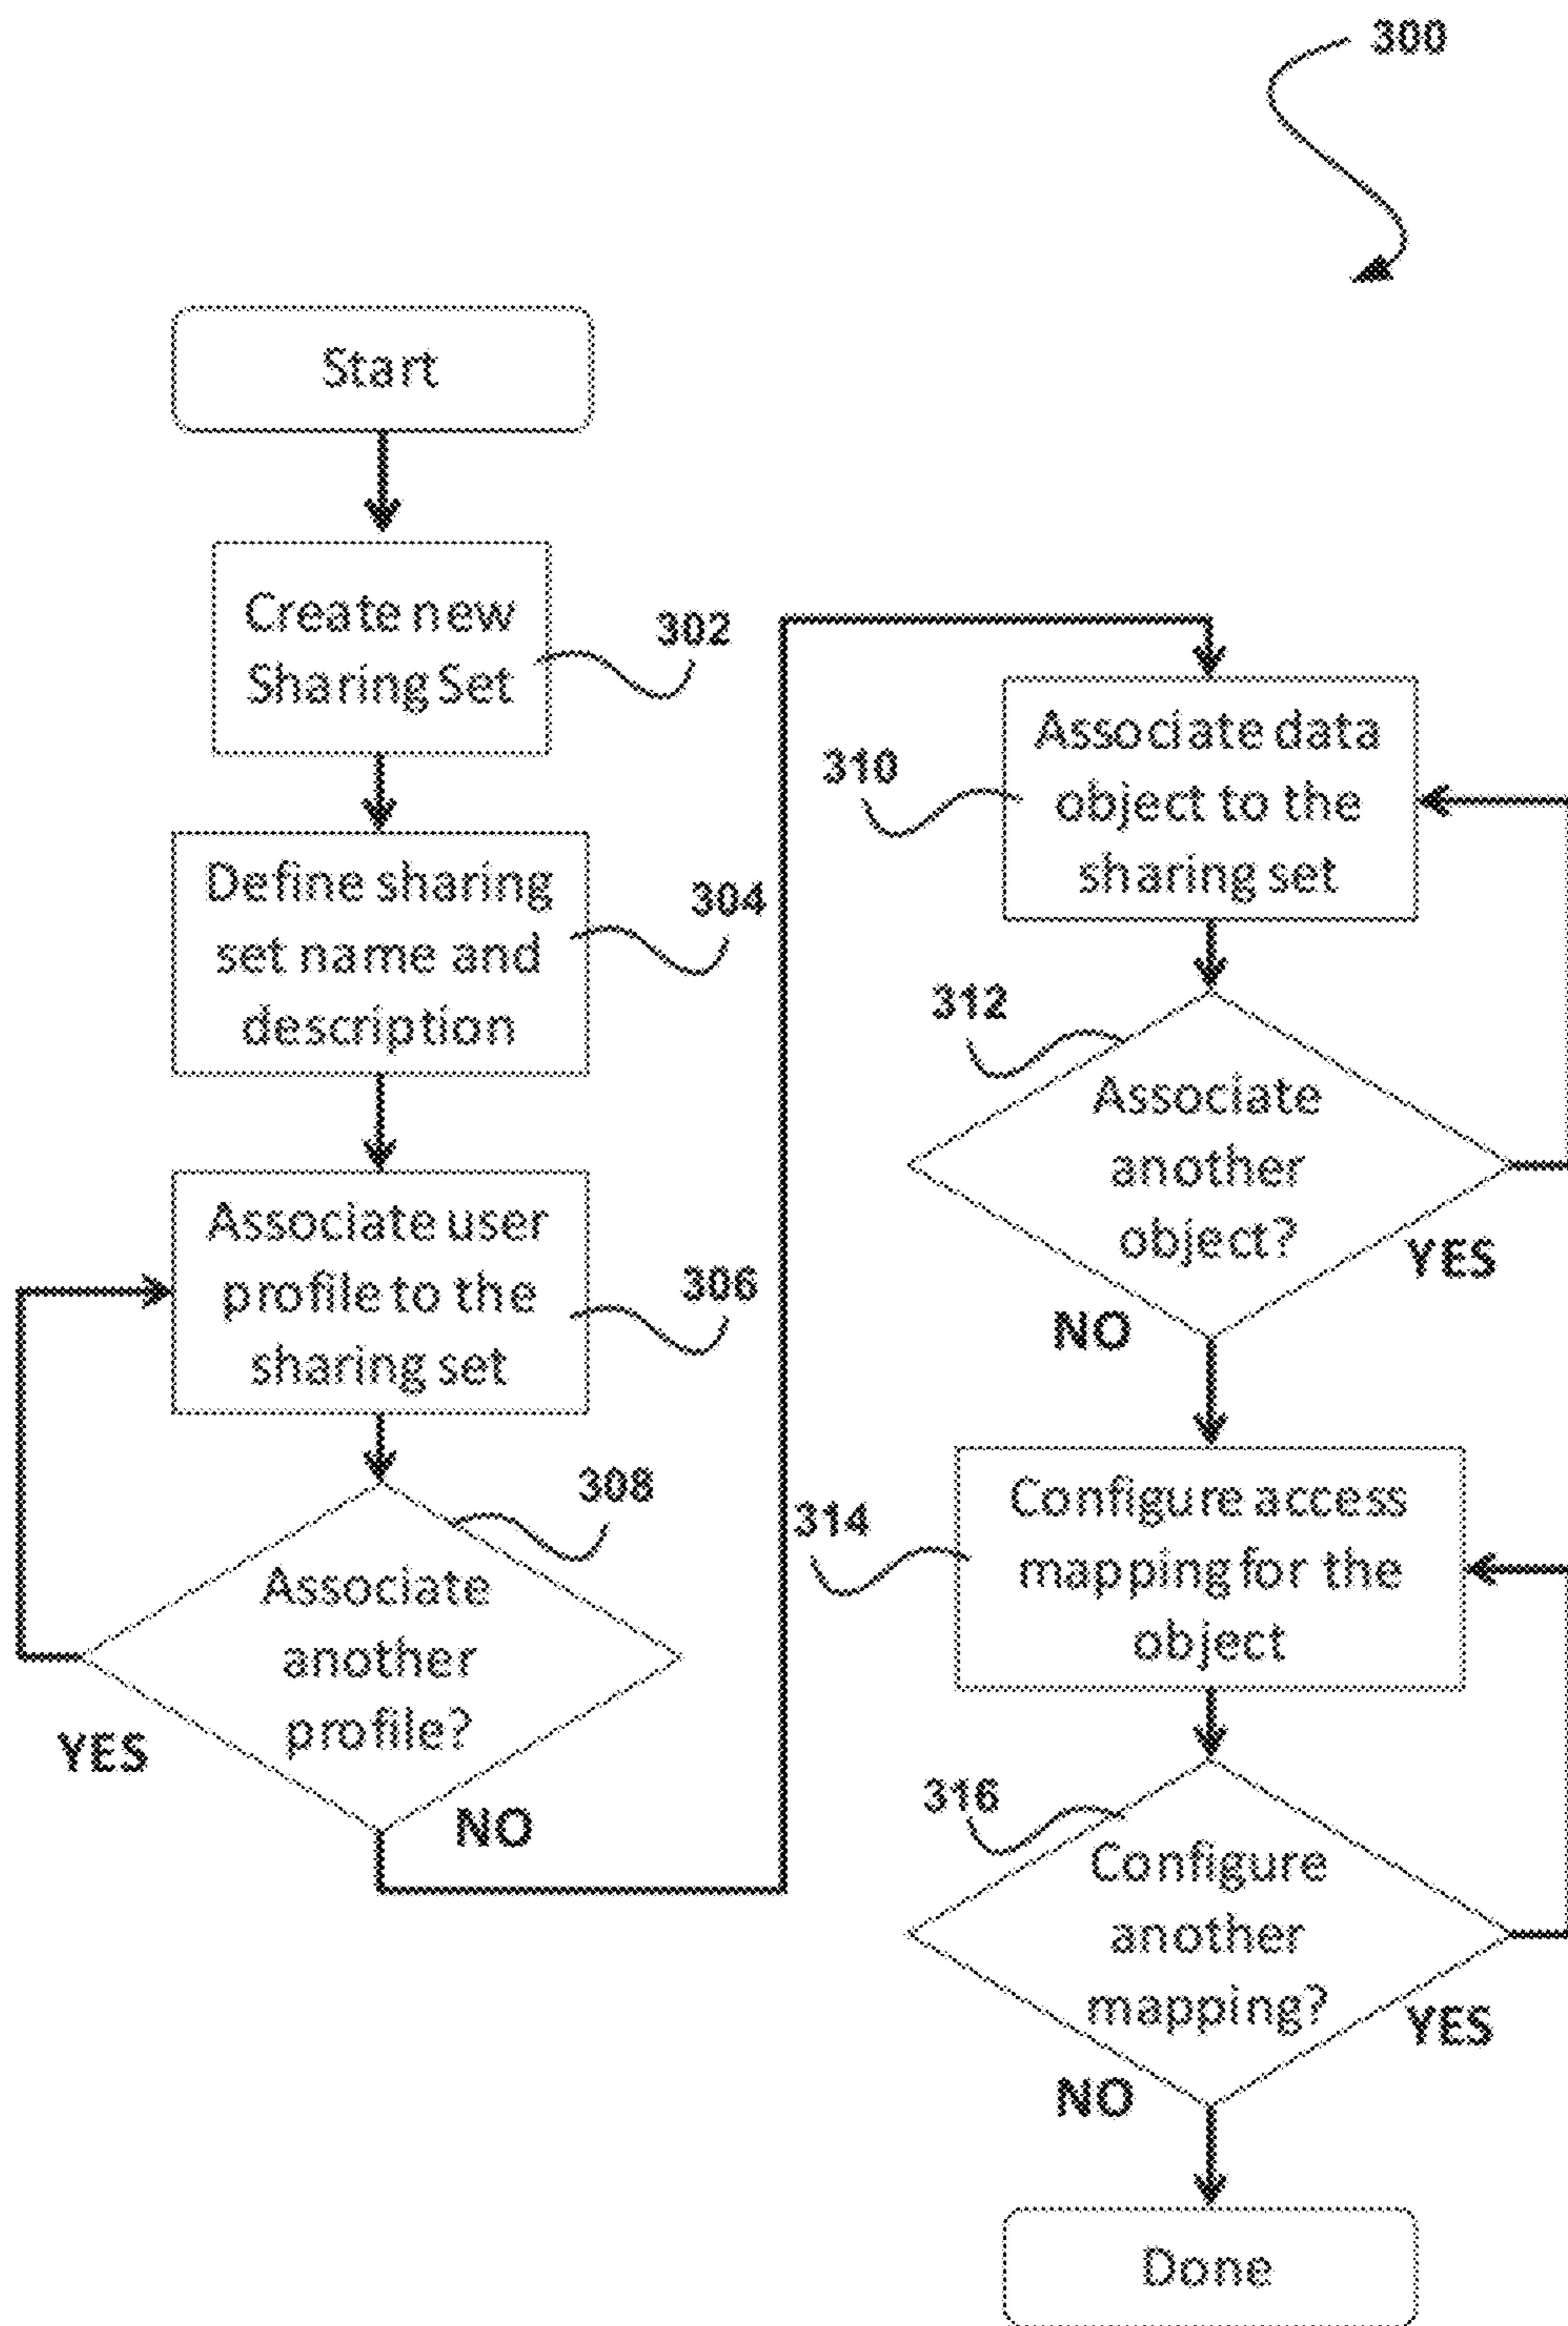 300
Start
Create new
Sharing Set
302
Define sharing
set name and
description
304
Associate user
profile to the
sharing set
306
Associate
another
profile?
308
YES
NO
Associate data
object to the
sharing set
310
Associate
another
object?
312
YES
NO
Configure access
mapping for the
object
314
Configure
another
mapping?
316
YES
NO
Done